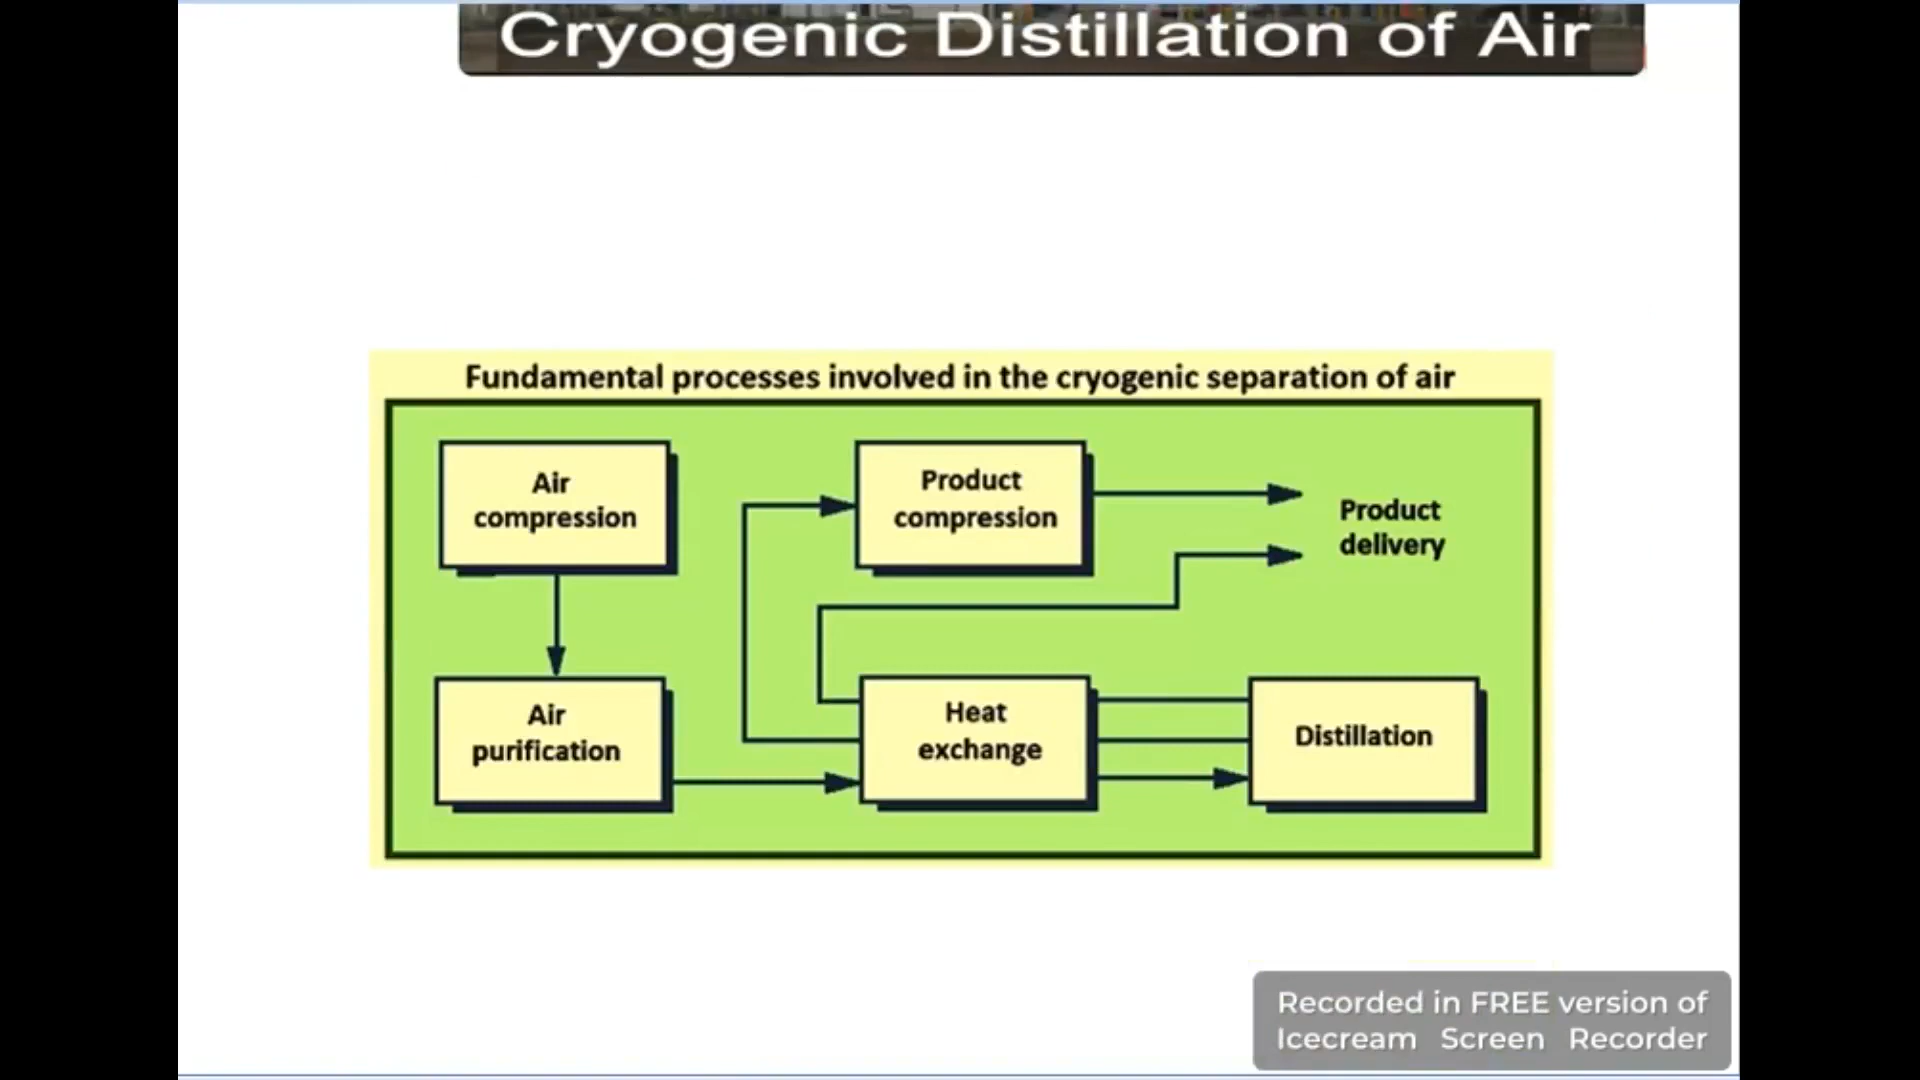 Cryogenic Distillation of Air
Fundamental processes involved in the cryogenic separation of air
Air
compression
Product
compression
Product
delivery
Air
purification
Heat
exchange
Distillation
Recorded in FREE version of
Icecream Screen Recorder